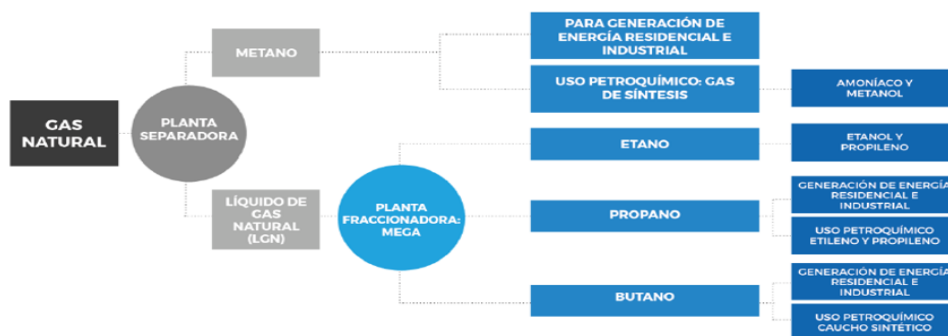 GAS
NATURAL
PLANTA
SEPARADORA
METANO
LÍQUIDO DE
GAS
NATURAL
(LGN)
PLANTA
FRACCIONADORA:
MEGA
PARA GENERACIÓN DE
ENERGÍA RESIDENCIAL E
INDUSTRIAL
USO PETROQUÍMICO: GAS
DE SÍNTESIS
AMONÍACO Y
METANOL
ETANO
ETANOL Y
PROPILENO
PROPANO
GENERACIÓN DE ENERGÍA
RESIDENCIAL E
INDUSTRIAL
USO PETROQUÍMICO
ETILENO Y PROPILENO
BUTANO
GENERACIÓN DE ENERGÍA
RESIDENCIAL E
INDUSTRIAL
USO PETROQUÍMICO
CAUCHO SINTÉTICO